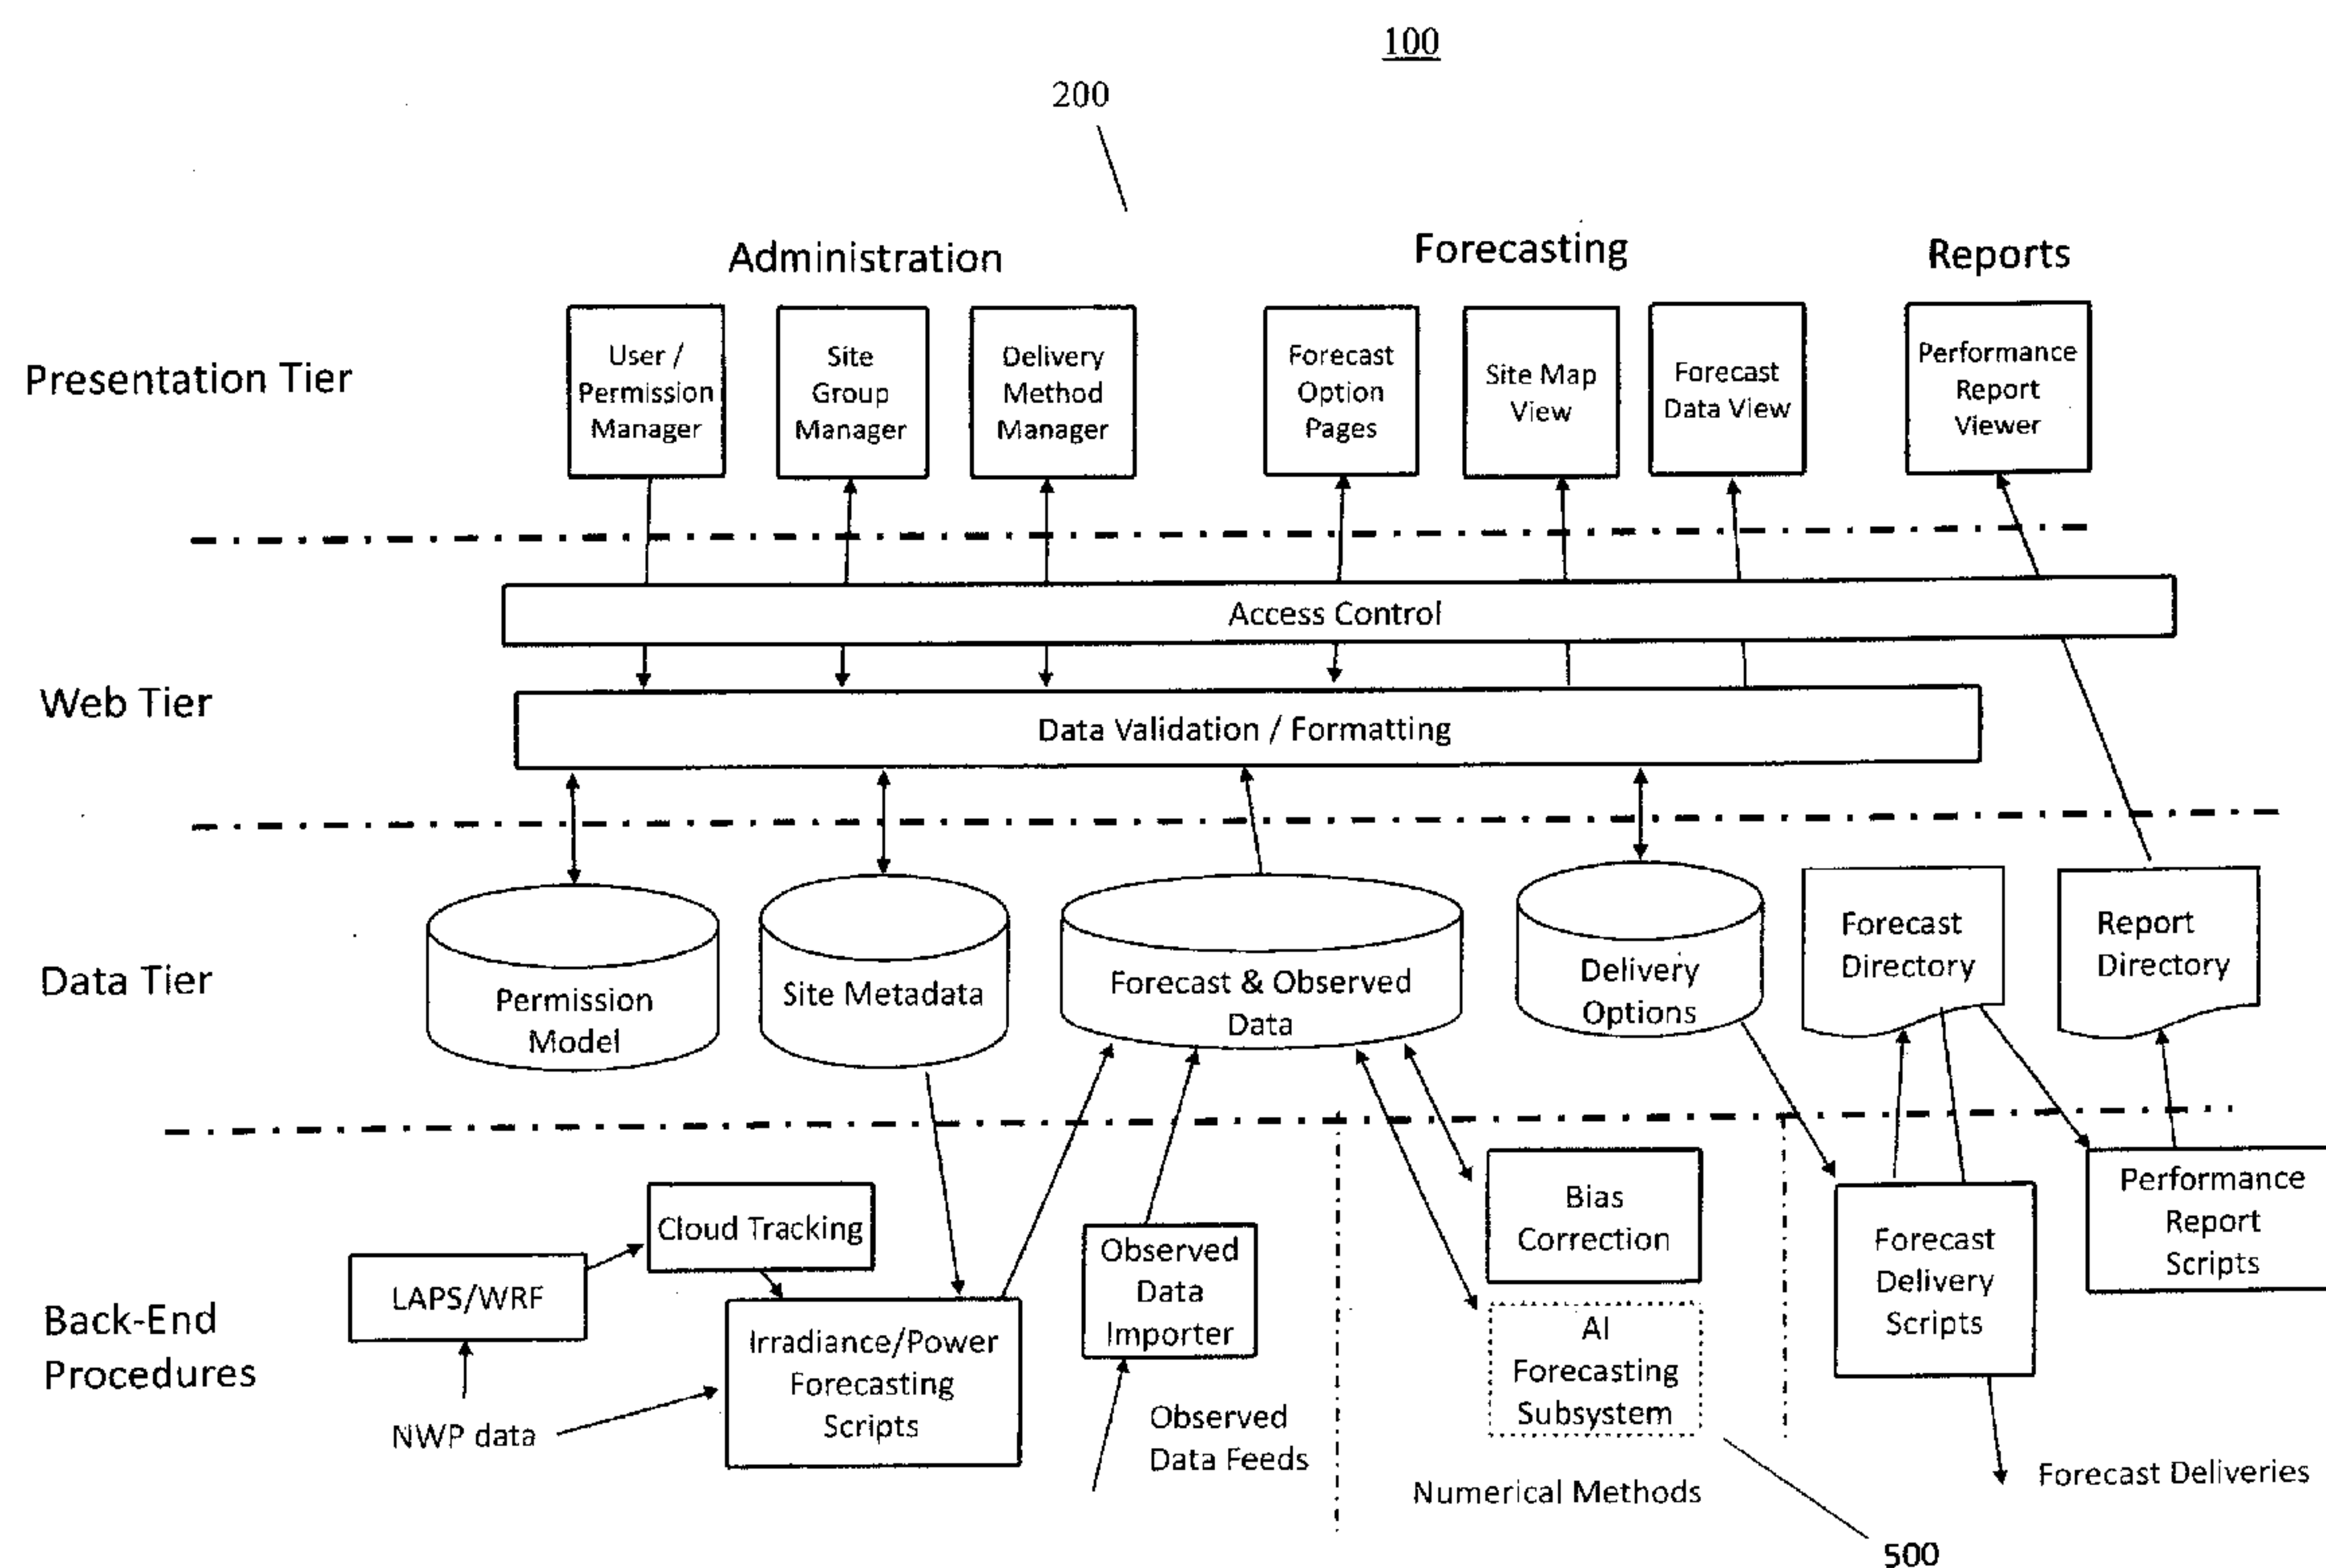 100
200
Administration
Forecasting
Reports
Presentation Tier
User /
Permission
Manager
Site
Group
Manager
Delivery
Method
Manager
Forecast
Option
Pages
Site Map
View
Forecast
Data View
Performance
Report
Viewer
Access Control
Web Tier
Data Validation / Formatting
Data Tier
Permission
Model
Site Metadata
Forecast & Observed
Data
Delivery
Options
Forecast
Directory
Report
Directory
Back-End
Procedures
LAPS/WRF
Cloud Tracking
NWP data
Irradiance/Power
Forecasting
Scripts
Observed
Data
Importer
Observed
Data Feeds
Bias
Correction
AI
Forecasting
Subsystem
Numerical Methods
Forecast
Delivery
Scripts
Performance
Report
Scripts
Forecast Deliveries
500